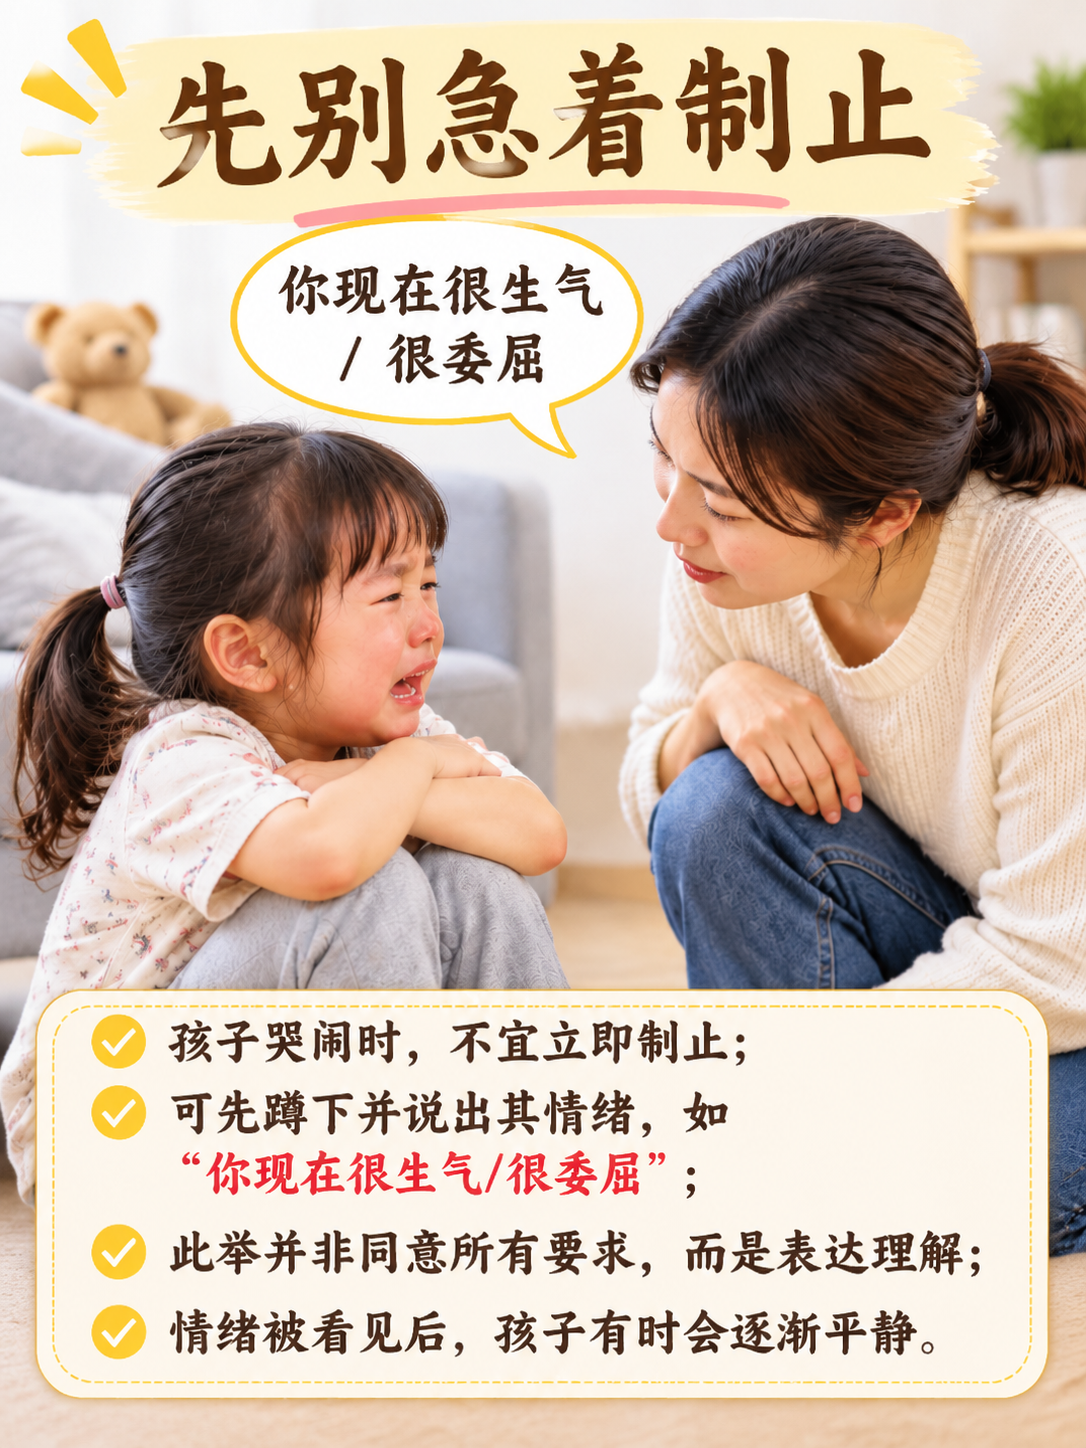 先别急着制止
你现在很生气
/ 很委屈
孩子哭闹时，不宜立即制止；
可先蹲下并说出其情绪，如
“你现在很生气/很委屈”；
此举并非同意所有要求，而是表达理解；
情绪被看见后，孩子有时会逐渐平静。